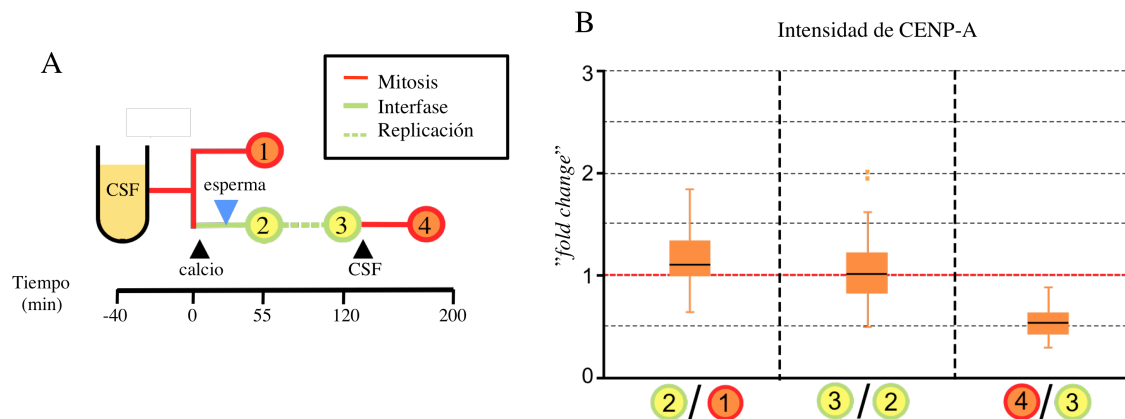 A
Mitosis
Interfase
Replicación
CSF
1
esperma
2
3
4
calcio
CSF
Tiempo
(min)
-40 0 55 120 200
B
Intensidad de CENP-A
"fold change"
3
2
1
0
2 / 1
3 / 2
4 / 3